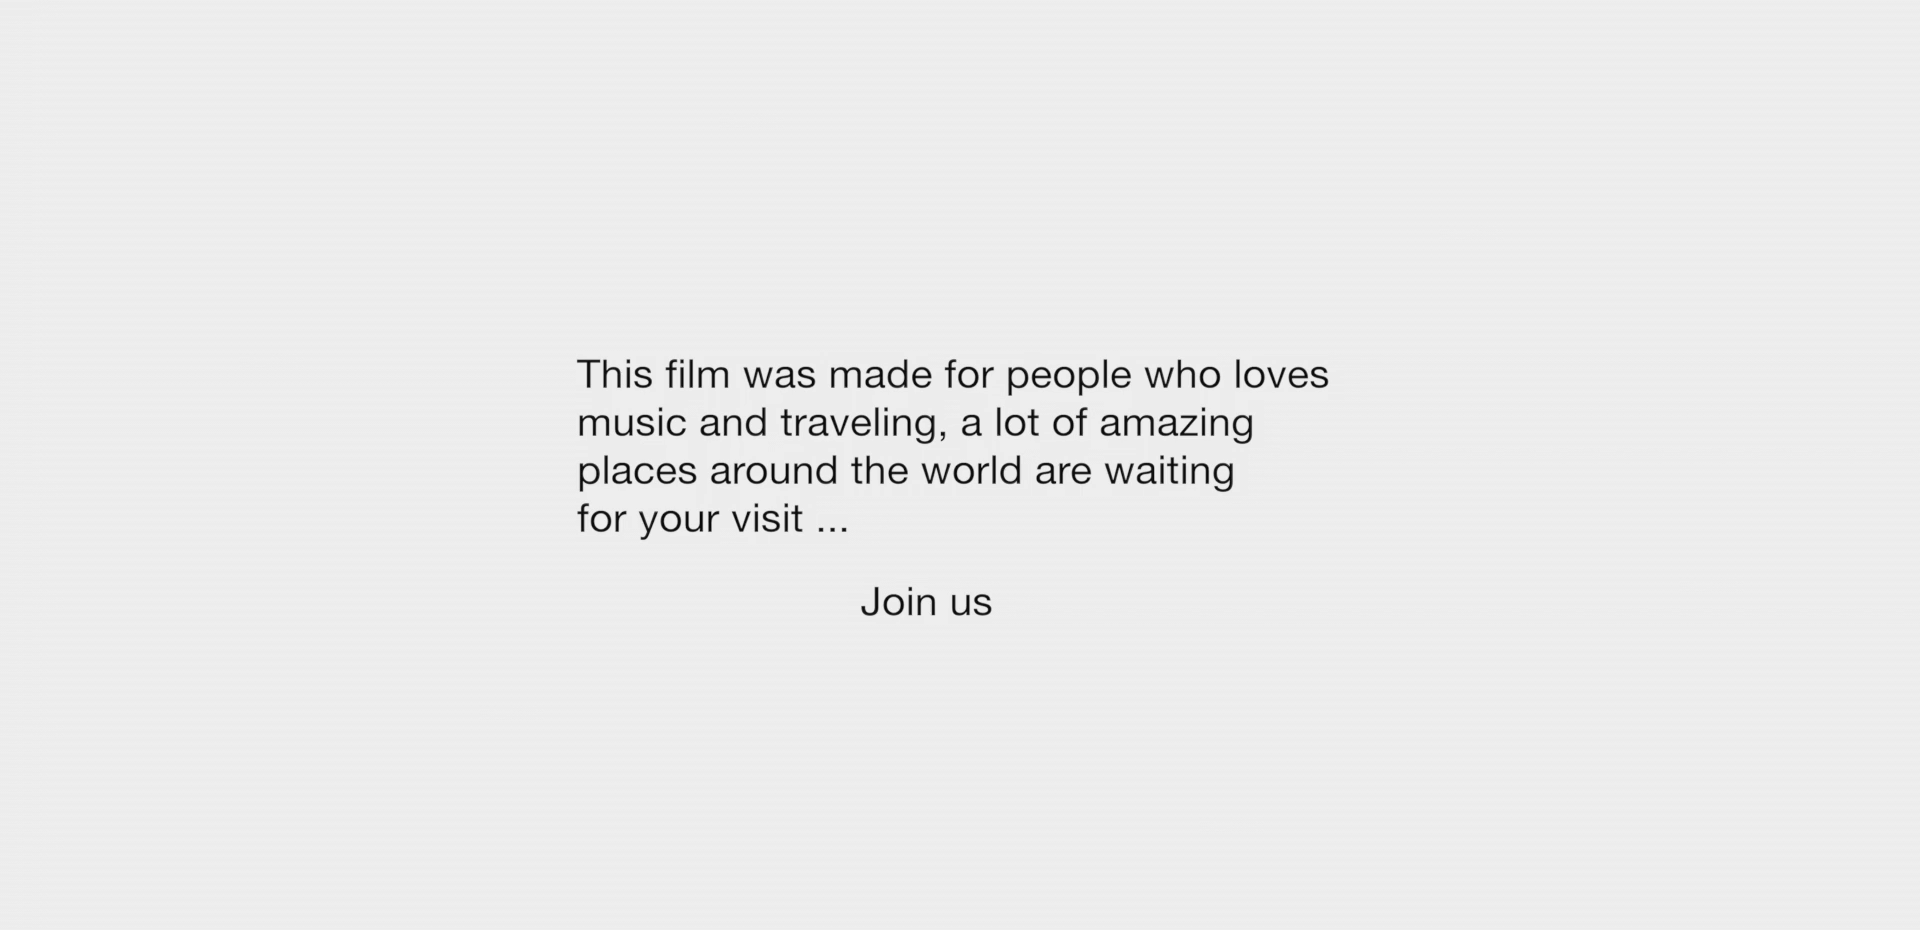 This film was made for people who loves
music and traveling, a lot of amazing
places around the world are waiting
for your visit ...
Join us